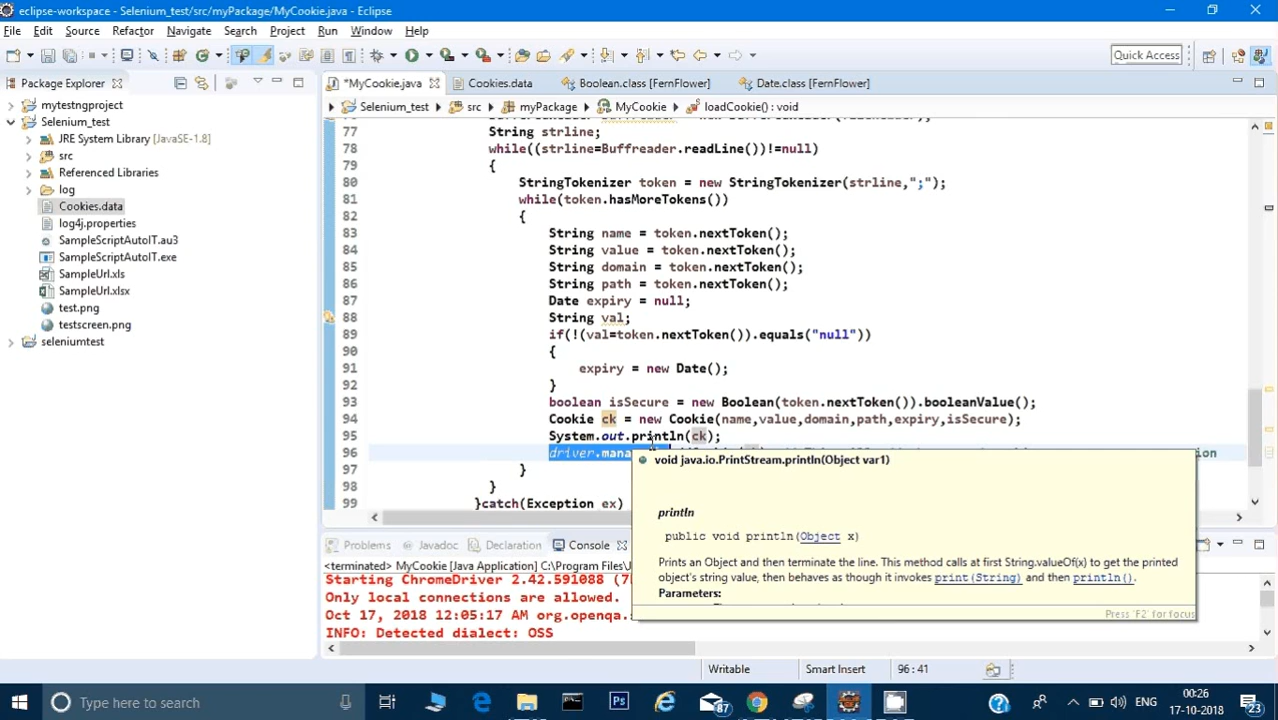 eclipse-workspace - Selenium_test/src/myPackage/MyCookie.java - Eclipse
File Edit Source Refactor Navigate Search Project Run Window Help
Quick Access
Package Explorer
*MyCookie.java Cookies.data Boolean.class [FernFlower] Date.class [FernFlower]
mytestngproject
Selenium_test
JRE System Library [JavaSE-1.8]
src
Referenced Libraries
log
Cookies.data
log4j.properties
SampleScriptAutoIT.au3
SampleScriptAutoIT.exe
SampleUrl.xls
SampleUrl.xlsx
test.png
testscreen.png
seleniumtest
Selenium_test src myPackage MyCookie loadCookie() : void
77 String strline;
78 while((strline=Buffreader.readLine())!=null)
79 {
80 StringTokenizer token = new StringTokenizer(strline,";");
81 while(token.hasMoreTokens())
82 {
83 String name = token.nextToken();
84 String value = token.nextToken();
85 String domain = token.nextToken();
86 String path = token.nextToken();
87 Date expiry = null;
88 String val;
89 if(!(val=token.nextToken()).equals("null"))
90 {
91 expiry = new Date();
92 }
93 boolean isSecure = new Boolean(token.nextToken()).booleanValue();
94 Cookie ck = new Cookie(name,value,domain,path,expiry,isSecure);
95 System.out.println(ck);
96 driver.mana
97 }
98 }
99 }catch(Exception ex)
void java.io.PrintStream.println(Object var1)
println
public void println(Object x)
Prints an Object and then terminate the line. This method calls at first String.valueOf(x) to get the printed
object's string value, then behaves as though it invokes print(String) and then println().
Parameters:
Press 'F2' for focus
Problems Javadoc Declaration Console
<terminated> MyCookie [Java Application] C:\Program Files\J
Starting ChromeDriver 2.42.591088 (7
Only local connections are allowed.
Oct 17, 2018 12:05:17 AM org.openqa.
INFO: Detected dialect: OSS
Writable Smart Insert 96 : 41
Type here to search
87
ENG
00:26
17-10-2018
23